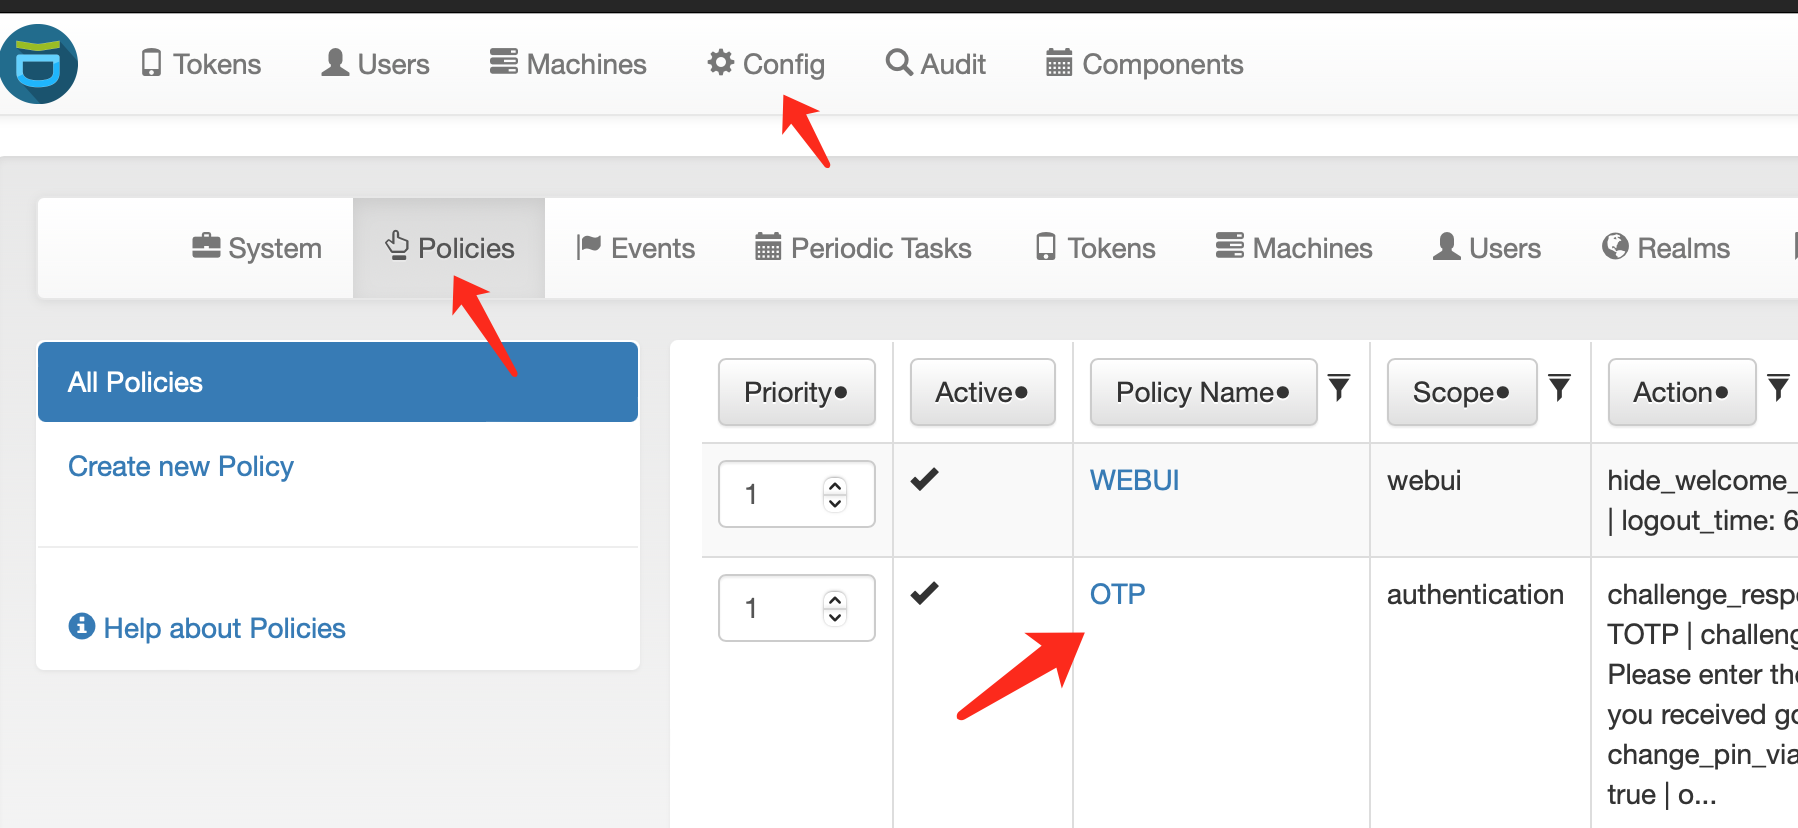 Tokens Users Machines Config Audit Components
System Policies Events Periodic Tasks Tokens Machines Users Realms
All Policies
Create new Policy
Help about Policies
Priority● Active● Policy Name● Scope● Action●
1 WEBUI webui hide_welcome_
| logout_time: 6
1 OTP authentication challenge_resp
TOTP | challeng
Please enter the
you received go
change_pin_via
true | o...